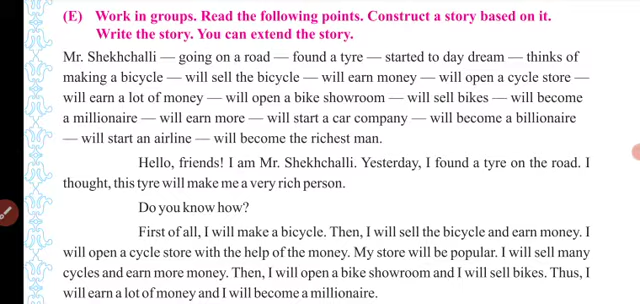 (E) Work in groups. Read the following points. Construct a story based on it.
Write the story. You can extend the story.
Mr. Shekhchalli — going on a road — found a tyre — started to day dream — thinks of
making a bicycle — will sell the bicycle — will earn money — will open a cycle store —
will earn a lot of money — will open a bike showroom — will sell bikes — will become
a millionaire — will earn more — will start a car company — will become a billionaire
— will start an airline — will become the richest man.
Hello, friends! I am Mr. Shekhchalli. Yesterday, I found a tyre on the road. I
thought, this tyre will make me a very rich person.
Do you know how?
First of all, I will make a bicycle. Then, I will sell the bicycle and earn money. I
will open a cycle store with the help of the money. My store will be popular. I will sell many
cycles and earn more money. Then, I will open a bike showroom and I will sell bikes. Thus, I
will earn a lot of money and I will become a millionaire.